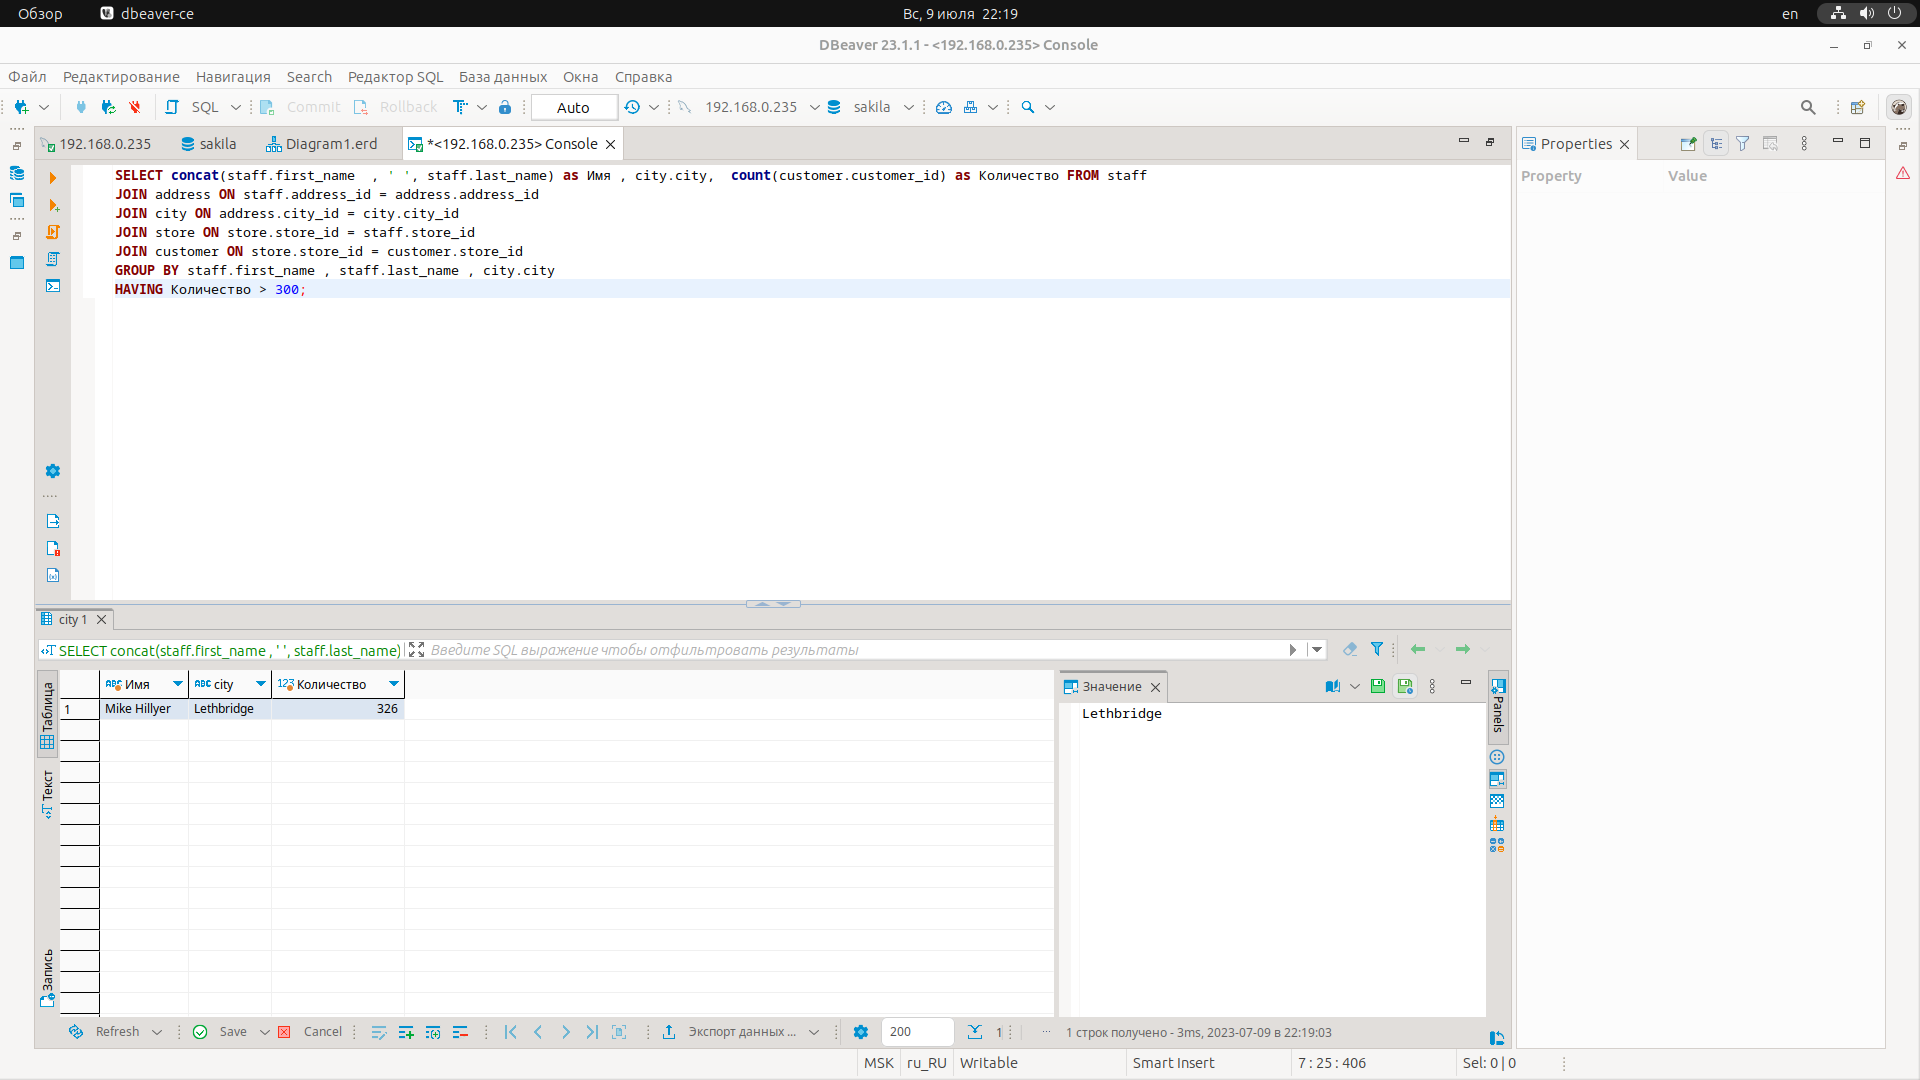 Обзор dbeaver-ce Вс, 9 июля 22:19 en
DBeaver 23.1.1 - <192.168.0.235> Console
Файл Редактирование Навигация Search Редактор SQL База данных Окна Справка
SQL Commit Rollback Auto 192.168.0.235 sakila
192.168.0.235 sakila Diagram1.erd *<192.168.0.235> Console Properties
Property Value
SELECT concat(staff.first_name  , ' ', staff.last_name) as Имя , city.city,  count(customer.customer_id) as Количество FROM staff
JOIN address ON staff.address_id = address.address_id
JOIN city ON address.city_id = city.city_id
JOIN store ON store.store_id = staff.store_id
JOIN customer ON store.store_id = customer.store_id
GROUP BY staff.first_name , staff.last_name , city.city
HAVING Количество > 300;
city 1
SELECT concat(staff.first_name , ' ', staff.last_name) Введите SQL выражение чтобы отфильтровать результаты
Таблица
Текст
Запись
Имя city Количество
1 Mike Hillyer Lethbridge 326
Значение
Lethbridge
Panels
Refresh Save Cancel Экспорт данных ... 200 1 ... 1 строк получено - 3ms, 2023-07-09 в 22:19:03
MSK ru_RU Writable Smart Insert 7 : 25 : 406 Sel: 0 | 0